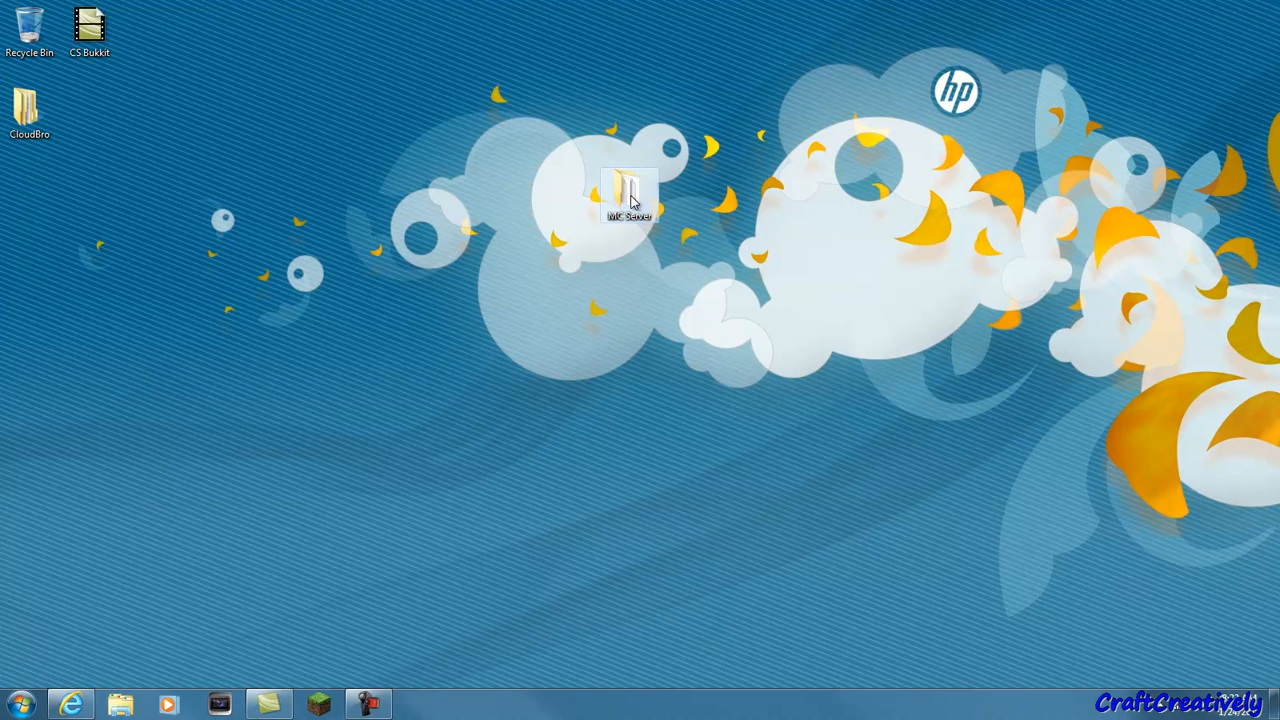 Recycle Bin
CS Bukkit
CloudBro
hp
MC Server
CraftCreatively